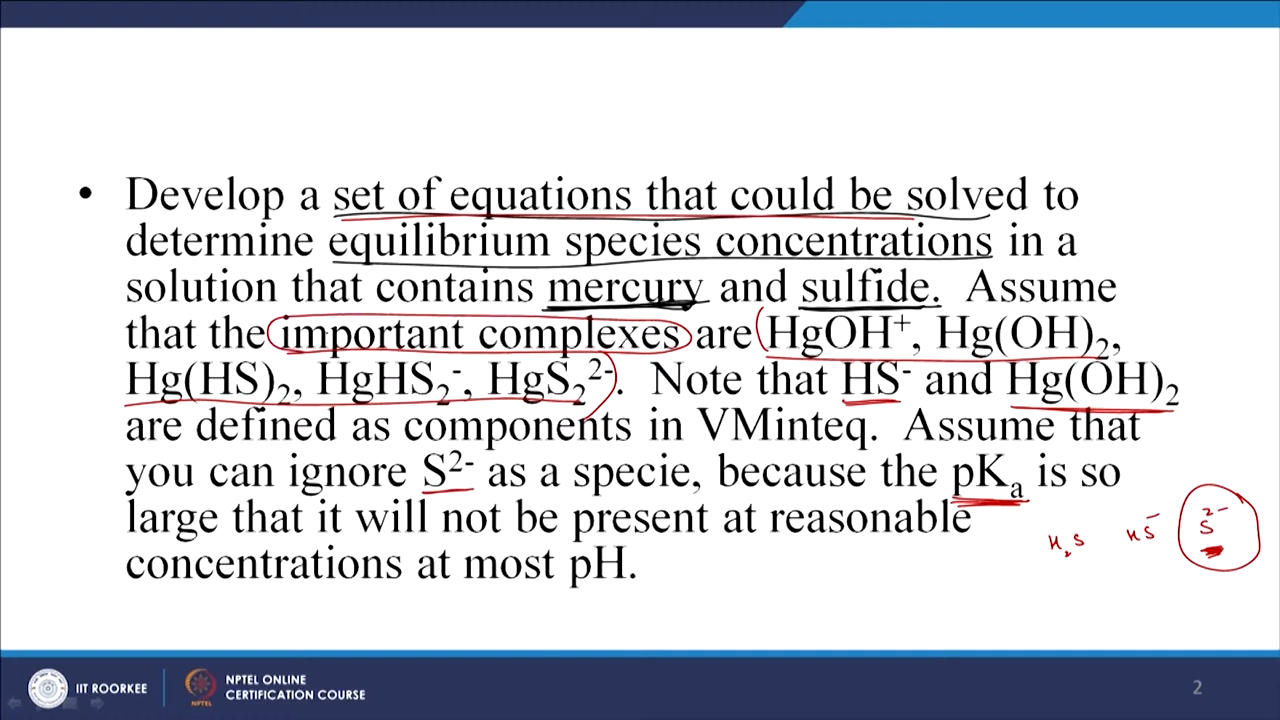 • Develop a set of equations that could be solved to
determine equilibrium species concentrations in a
solution that contains mercury and sulfide. Assume
that the important complexes are HgOH⁺, Hg(OH)₂,
Hg(HS)₂, HgHS₂⁻, HgS₂²⁻. Note that HS⁻ and Hg(OH)₂
are defined as components in VMinteq. Assume that
you can ignore S²⁻ as a specie, because the pKₐ is so
large that it will not be present at reasonable
concentrations at most pH.
H₂S HS⁻ S²⁻
IIT ROORKEE
NPTEL ONLINE
CERTIFICATION COURSE
NPTEL
2